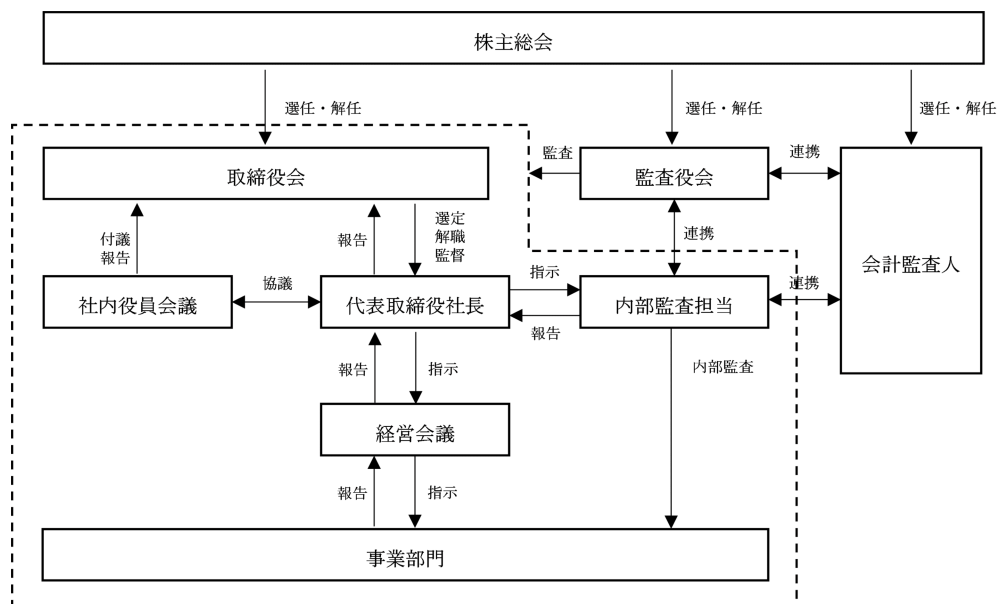 株主総会
選任・解任
選任・解任
選任・解任
取締役会
監査
監査役会
連携
会計監査人
付議
報告
報告
選定
解職
監督
連携
社内役員会議
協議
代表取締役社長
指示
報告
内部監査担当
連携
報告
指示
内部監査
経営会議
報告
指示
事業部門